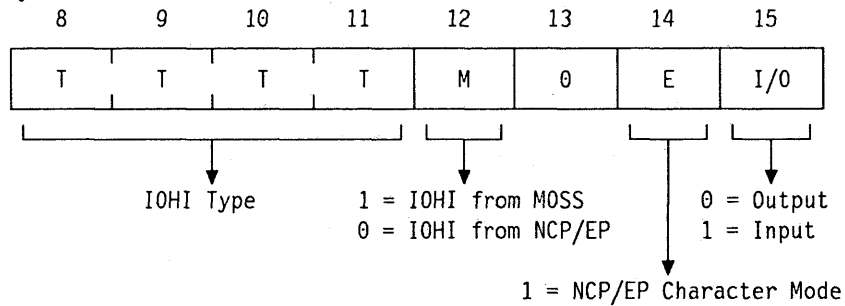 8 9 10 11 12 13 14 15
T T T T M 0 E I/O
IOHI Type 1 = IOHI from MOSS 0 = Output
0 = IOHI from NCP/EP 1 = Input
1 = NCP/EP Character Mode